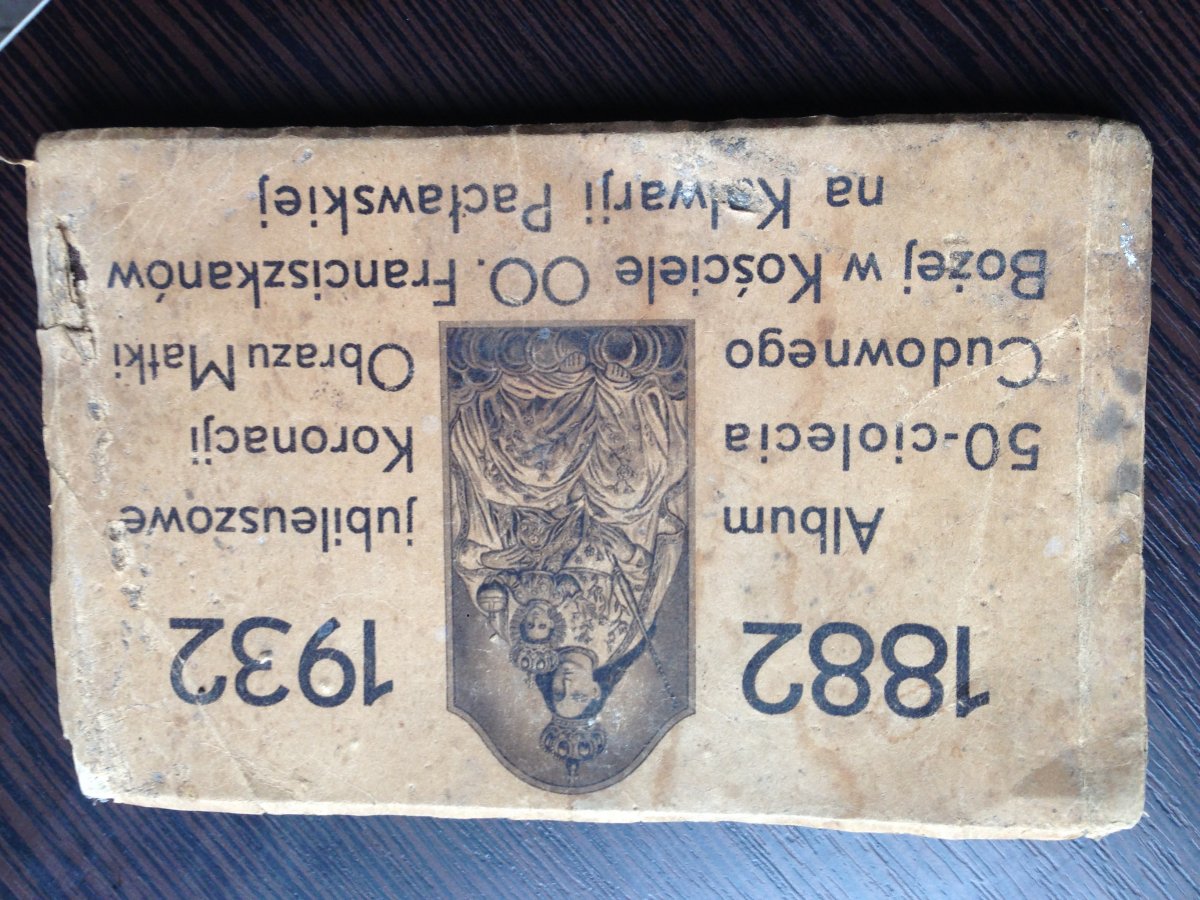 1882 1932
Album jubileuszowe
50-ciolecia Koronacji
Cudownego Obrazu Matki
Bożej w Kościele OO. Franciszkanów
na Kalwarji Pacławskiej